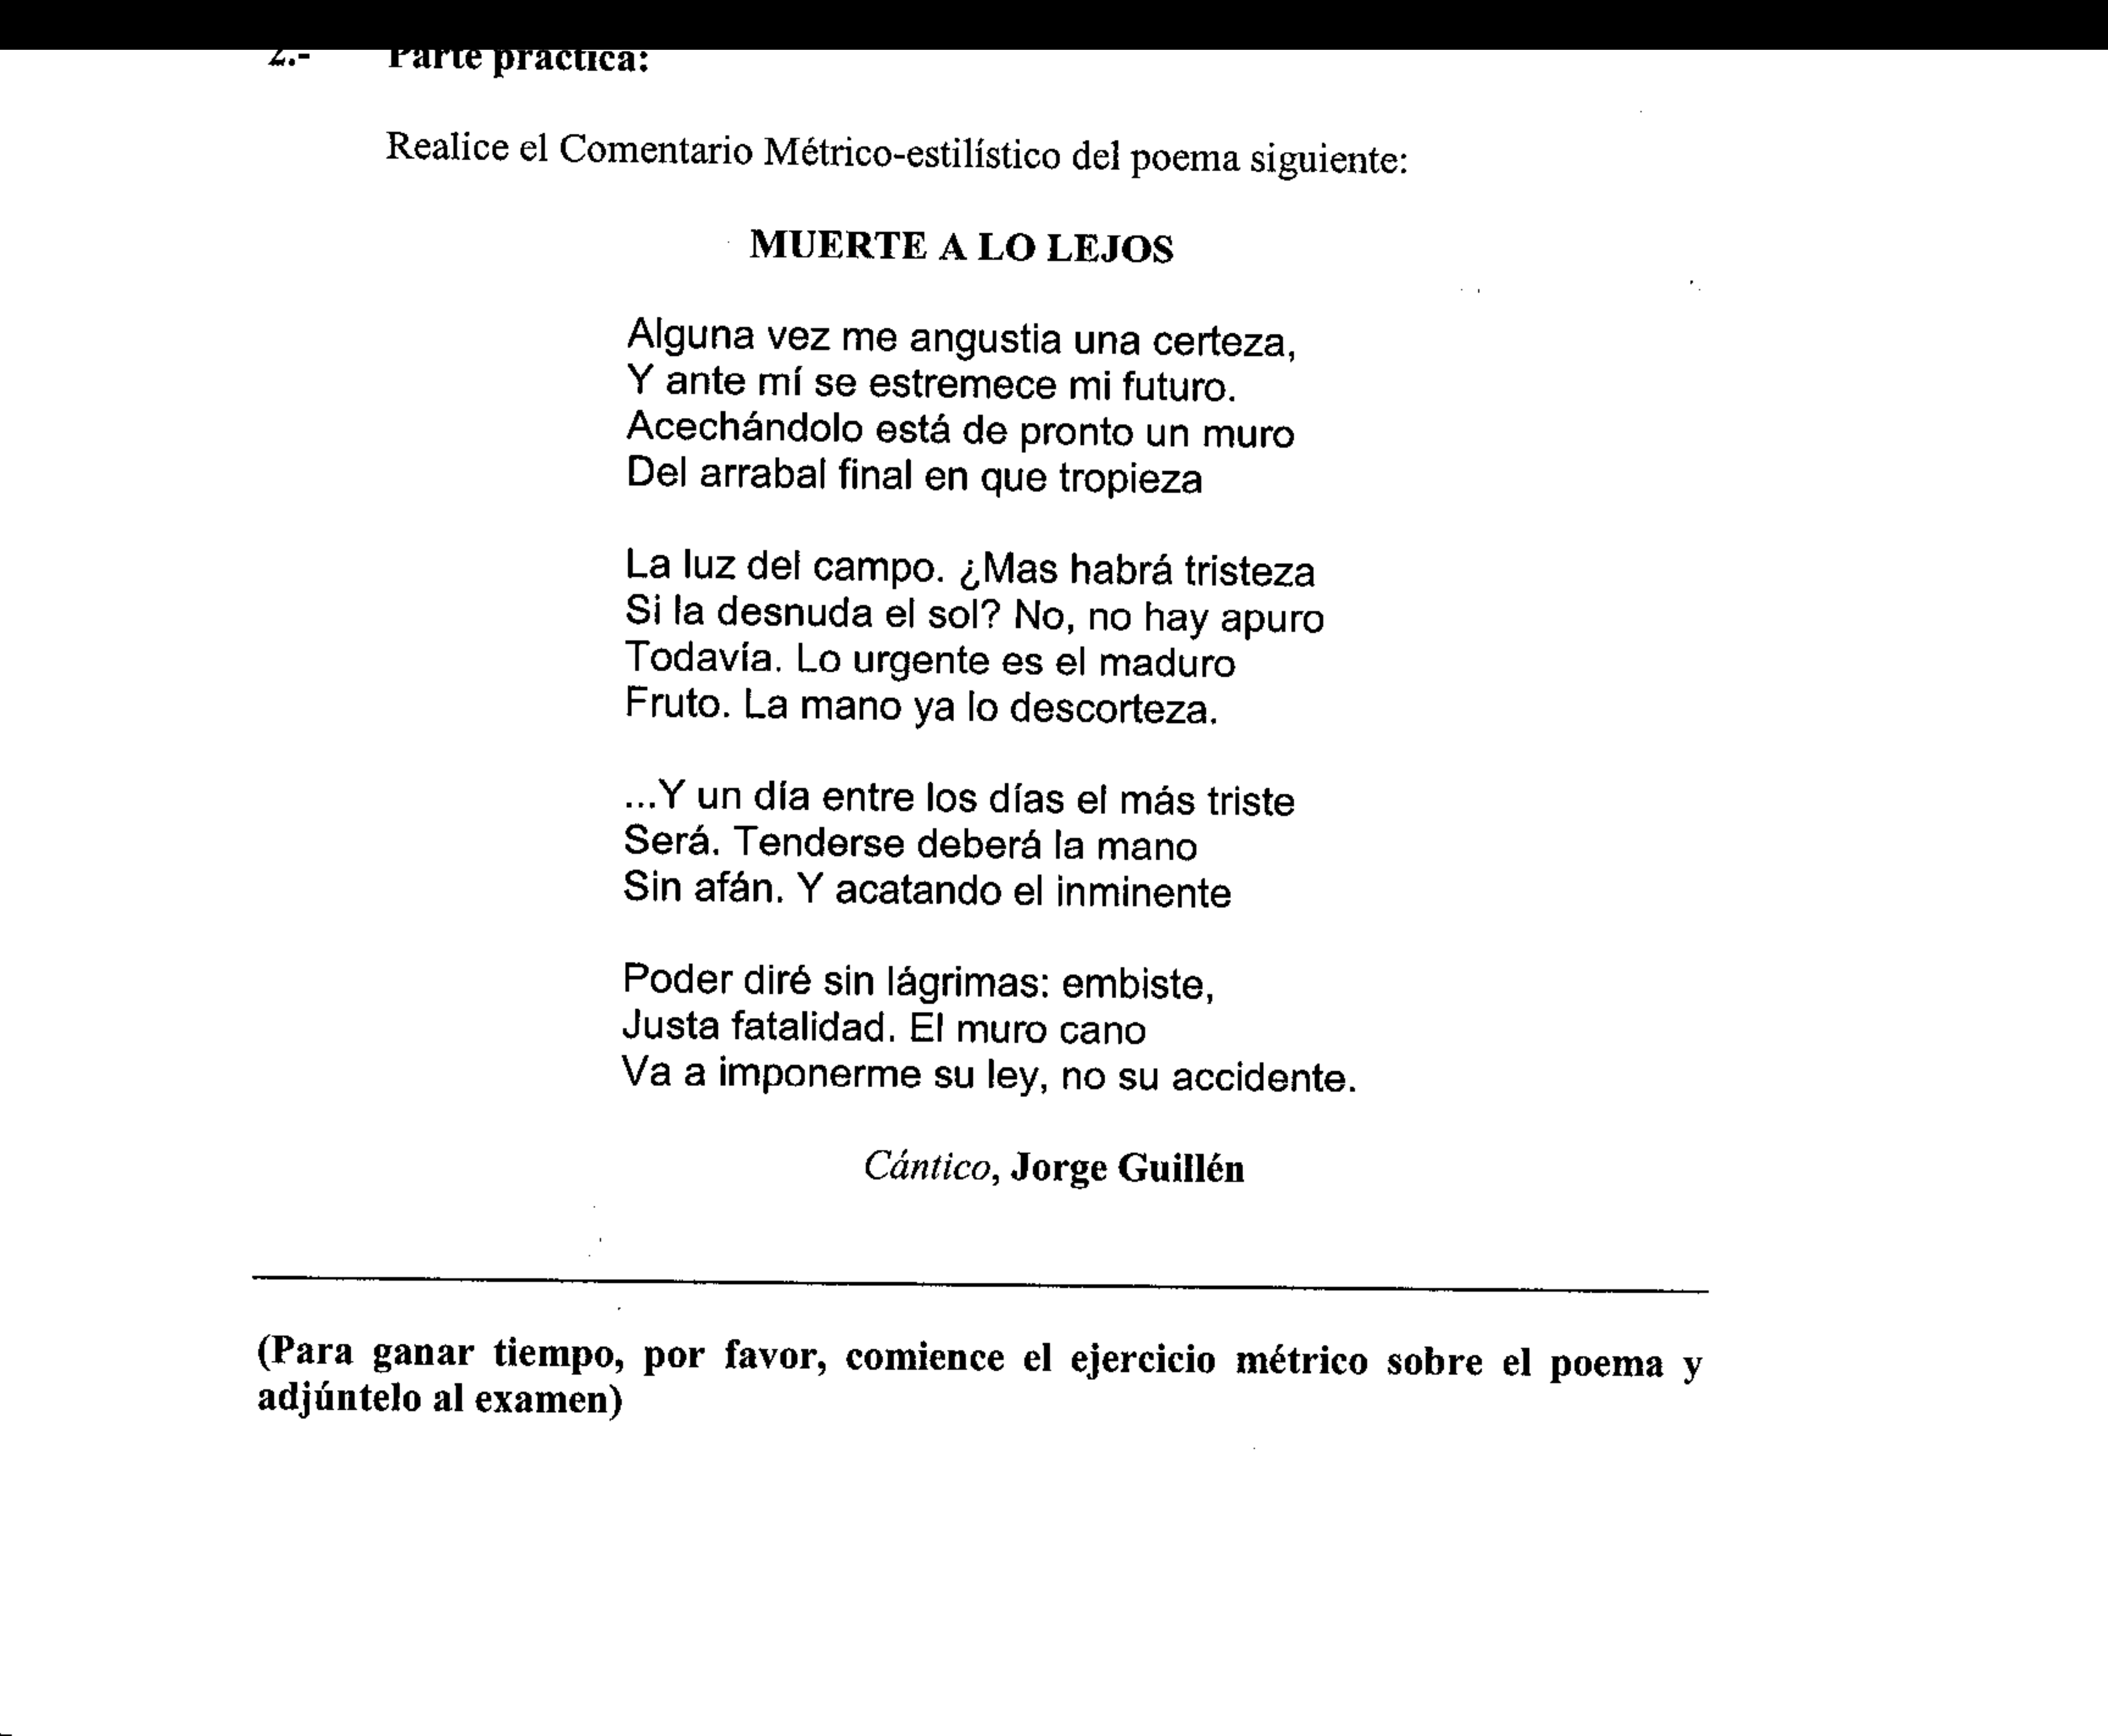 2.- Parte práctica:
Realice el Comentario Métrico-estilístico del poema siguiente:
MUERTE A LO LEJOS
Alguna vez me angustia una certeza,
Y ante mí se estremece mi futuro.
Acechándolo está de pronto un muro
Del arrabal final en que tropieza
La luz del campo. ¿Mas habrá tristeza
Si la desnuda el sol? No, no hay apuro
Todavía. Lo urgente es el maduro
Fruto. La mano ya lo descorteza.
...Y un día entre los días el más triste
Será. Tenderse deberá la mano
Sin afán. Y acatando el inminente
Poder diré sin lágrimas: embiste,
Justa fatalidad. El muro cano
Va a imponerme su ley, no su accidente.
Cántico, Jorge Guillén
(Para ganar tiempo, por favor, comience el ejercicio métrico sobre el poema y
adjúntelo al examen)